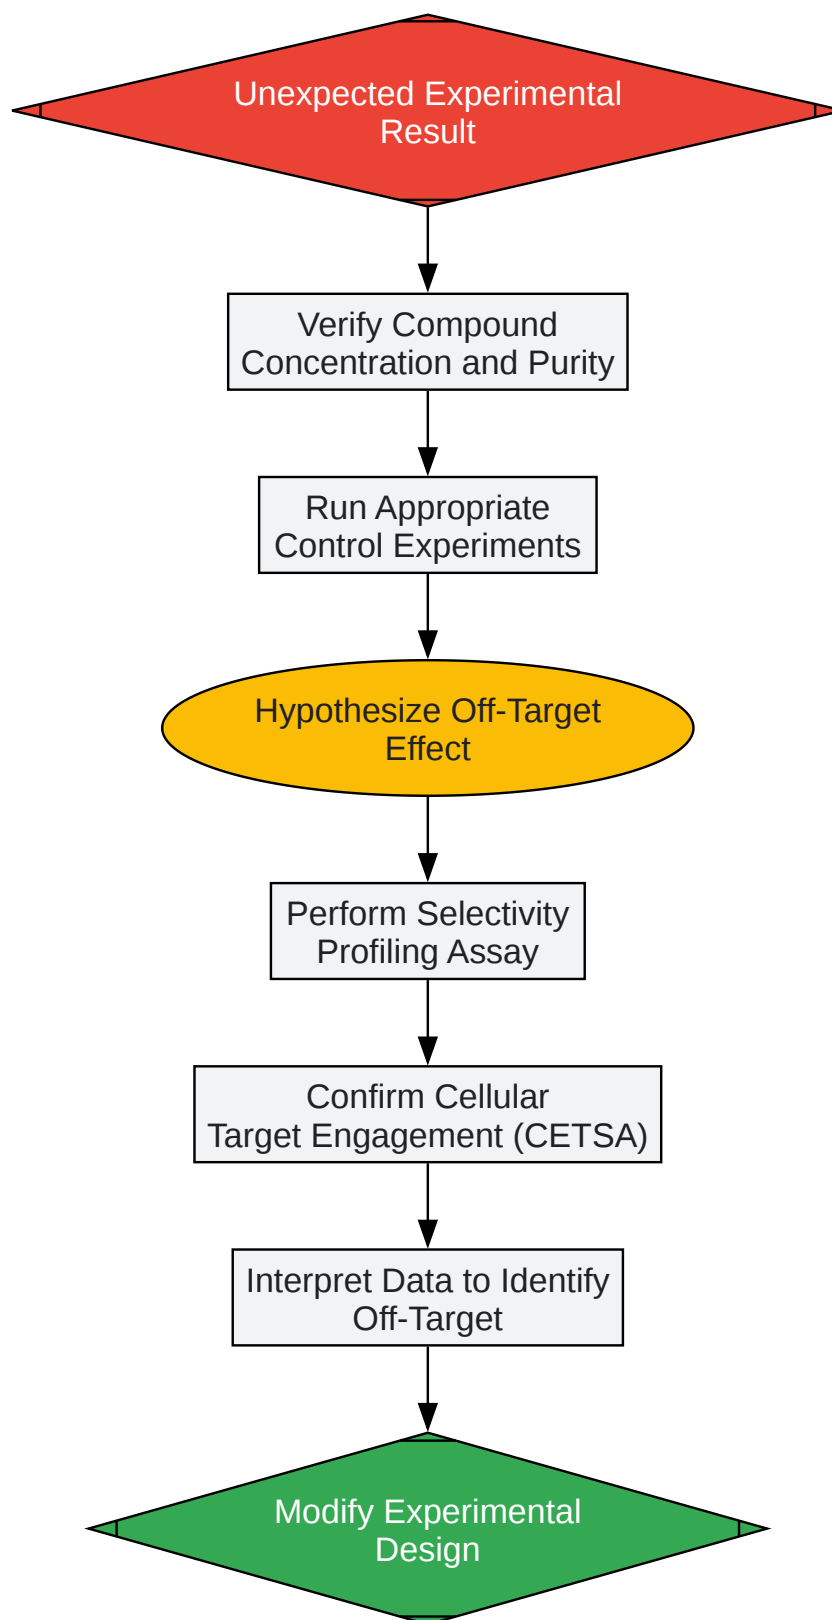 Unexpected Experimental
Result
Verify Compound
Concentration and Purity
Run Appropriate
Control Experiments
Hypothesize Off-Target
Effect
Perform Selectivity
Profiling Assay
Confirm Cellular
Target Engagement (CETSA)
Interpret Data to Identify
Off-Target
Modify Experimental
Design